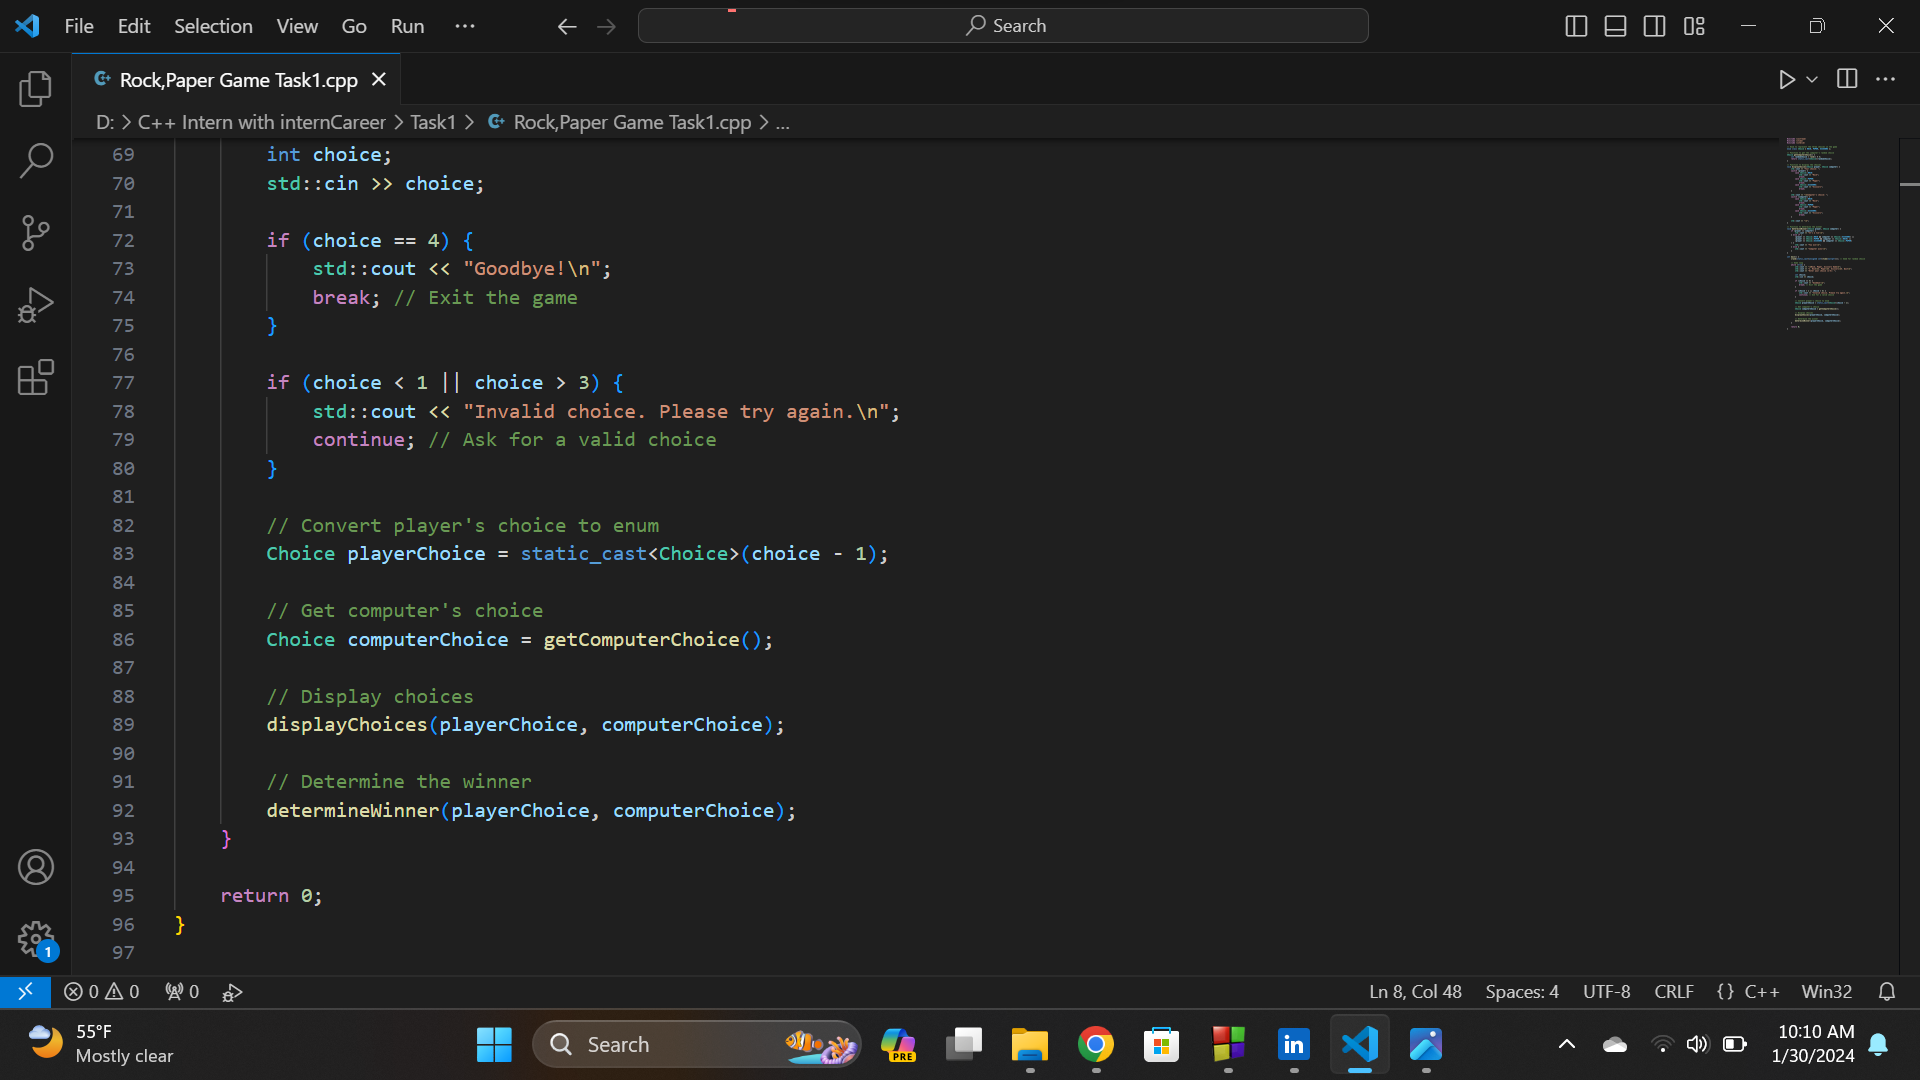 File Edit Selection View Go Run ···
Search
Rock,Paper Game Task1.cpp
D: > C++ Intern with internCareer > Task1 > Rock,Paper Game Task1.cpp > ...
69 int choice;
70 std::cin >> choice;
71
72 if (choice == 4) {
73 std::cout << "Goodbye!\n";
74 break; // Exit the game
75 }
76
77 if (choice < 1 || choice > 3) {
78 std::cout << "Invalid choice. Please try again.\n";
79 continue; // Ask for a valid choice
80 }
81
82 // Convert player's choice to enum
83 Choice playerChoice = static_cast<Choice>(choice - 1);
84
85 // Get computer's choice
86 Choice computerChoice = getComputerChoice();
87
88 // Display choices
89 displayChoices(playerChoice, computerChoice);
90
91 // Determine the winner
92 determineWinner(playerChoice, computerChoice);
93 }
94
95 return 0;
96 }
97
1
0 0 0 Ln 8, Col 48 Spaces: 4 UTF-8 CRLF {} C++ Win32
55°F
Mostly clear
Search
PRE
in
10:10 AM
1/30/2024